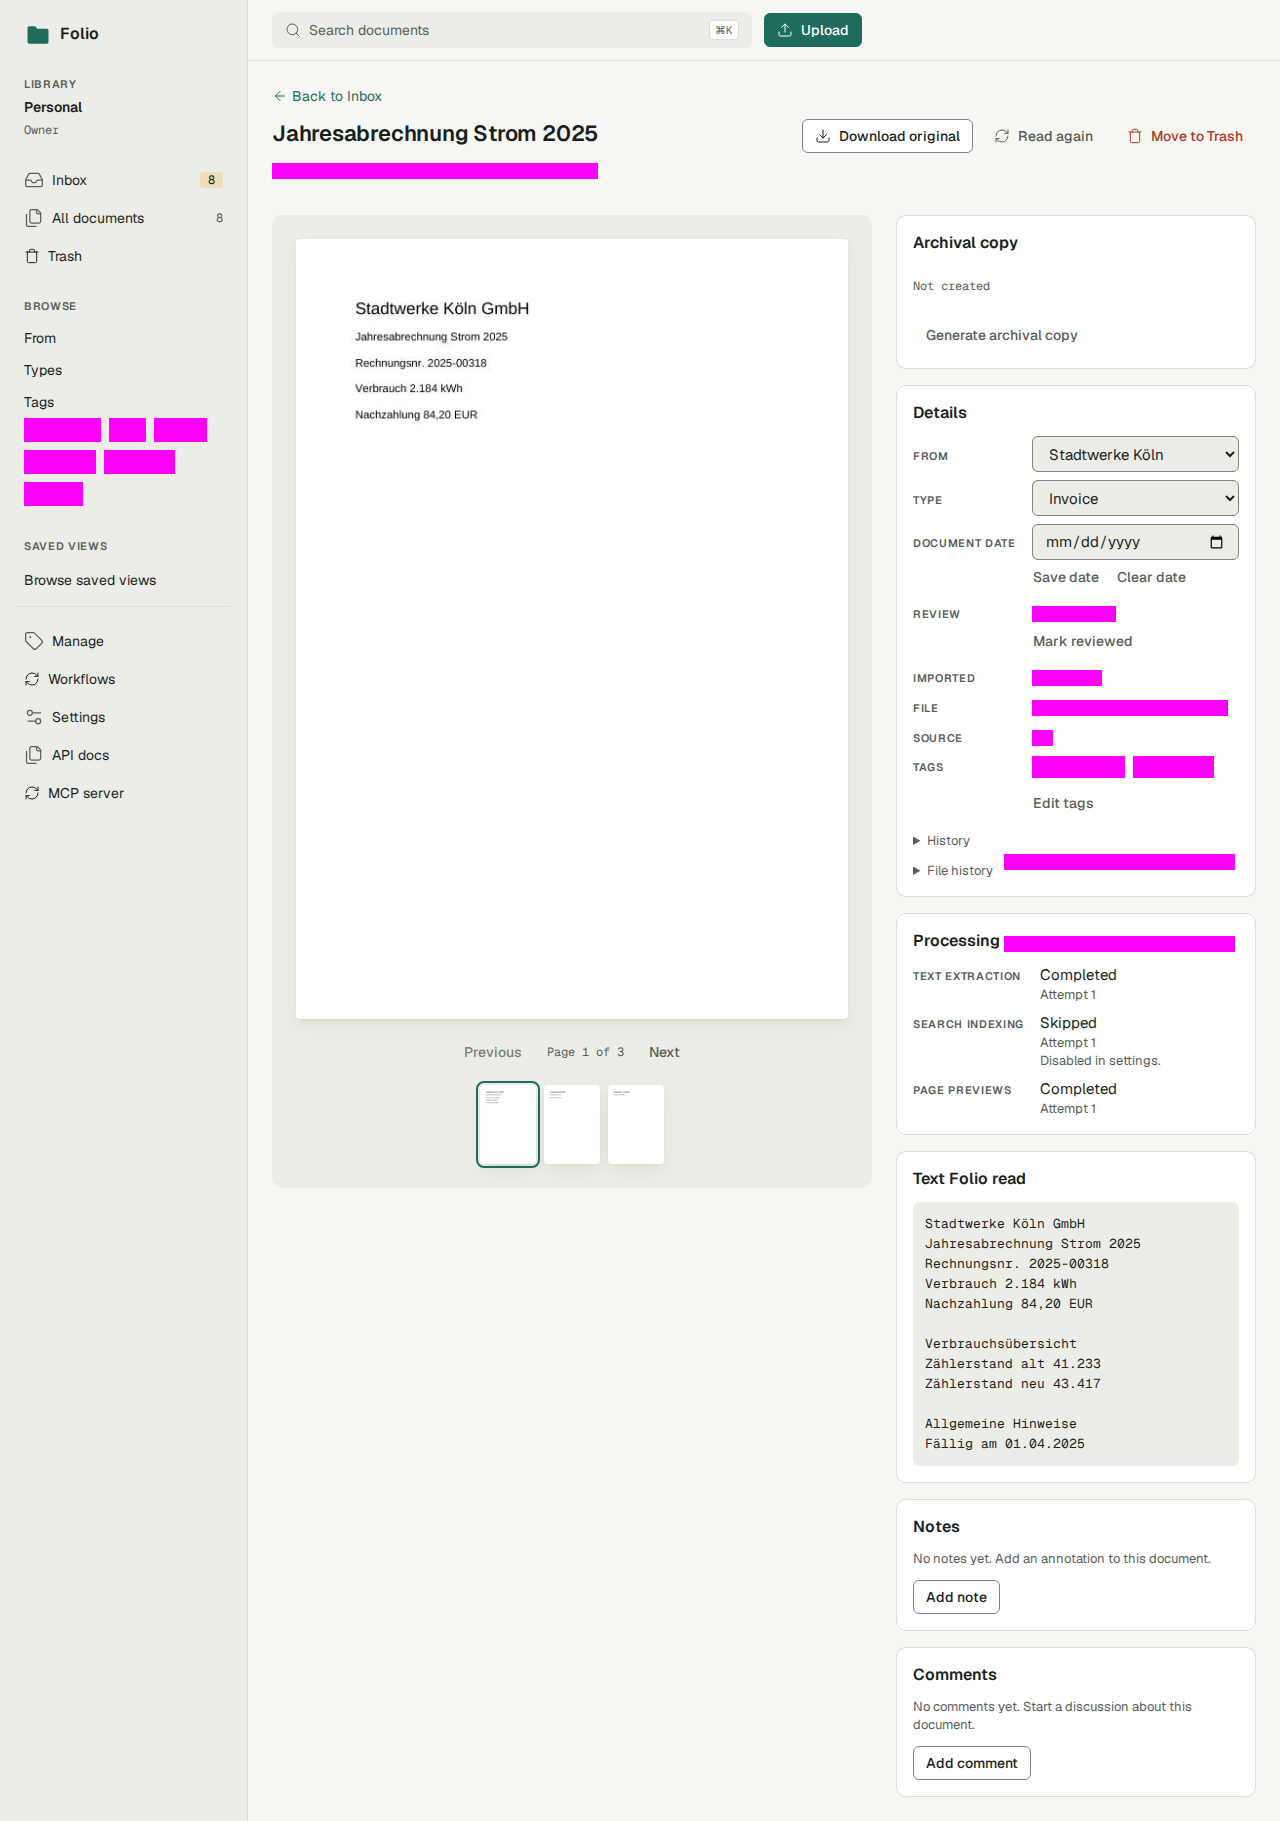 Folio
LIBRARY
Personal
Owner
Inbox 8
All documents 8
Trash
BROWSE
From
Types
Tags
SAVED VIEWS
Browse saved views
Manage
Workflows
Settings
API docs
MCP server
Search documents ⌘K Upload
Back to Inbox
Jahresabrechnung Strom 2025
Download original Read again Move to Trash
Stadtwerke Köln GmbH
Jahresabrechnung Strom 2025
Rechnungsnr. 2025-00318
Verbrauch 2.184 kWh
Nachzahlung 84,20 EUR
Previous Page 1 of 3 Next
Archival copy
Not created
Generate archival copy
Details
FROM Stadtwerke Köln
TYPE Invoice
DOCUMENT DATE mm/dd/yyyy
Save date Clear date
REVIEW
Mark reviewed
IMPORTED
FILE
SOURCE
TAGS
Edit tags
History
File history
Processing
TEXT EXTRACTION Completed
Attempt 1
SEARCH INDEXING Skipped
Attempt 1
Disabled in settings.
PAGE PREVIEWS Completed
Attempt 1
Text Folio read
Stadtwerke Köln GmbH
Jahresabrechnung Strom 2025
Rechnungsnr. 2025-00318
Verbrauch 2.184 kWh
Nachzahlung 84,20 EUR
Verbrauchsübersicht
Zählerstand alt 41.233
Zählerstand neu 43.417
Allgemeine Hinweise
Fällig am 01.04.2025
Notes
No notes yet. Add an annotation to this document.
Add note
Comments
No comments yet. Start a discussion about this
document.
Add comment